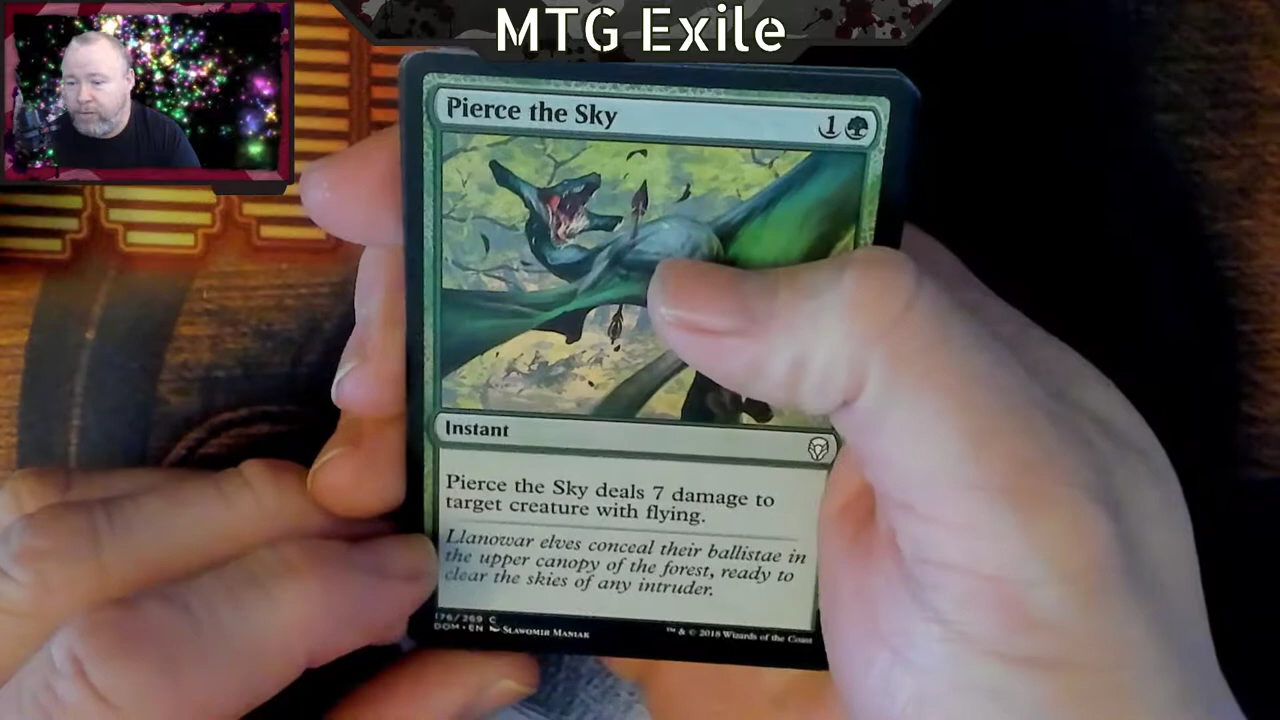 MTG Exile
Pierce the Sky
1
Instant
Pierce the Sky deals 7 damage to
target creature with flying.
Llanowar elves conceal their ballistae in
the upper canopy of the forest, ready to
clear the skies of any intruder.
176/269 C
DOM • EN SLAWOMIR MANIAK
™ & © 2018 Wizards of the Coast